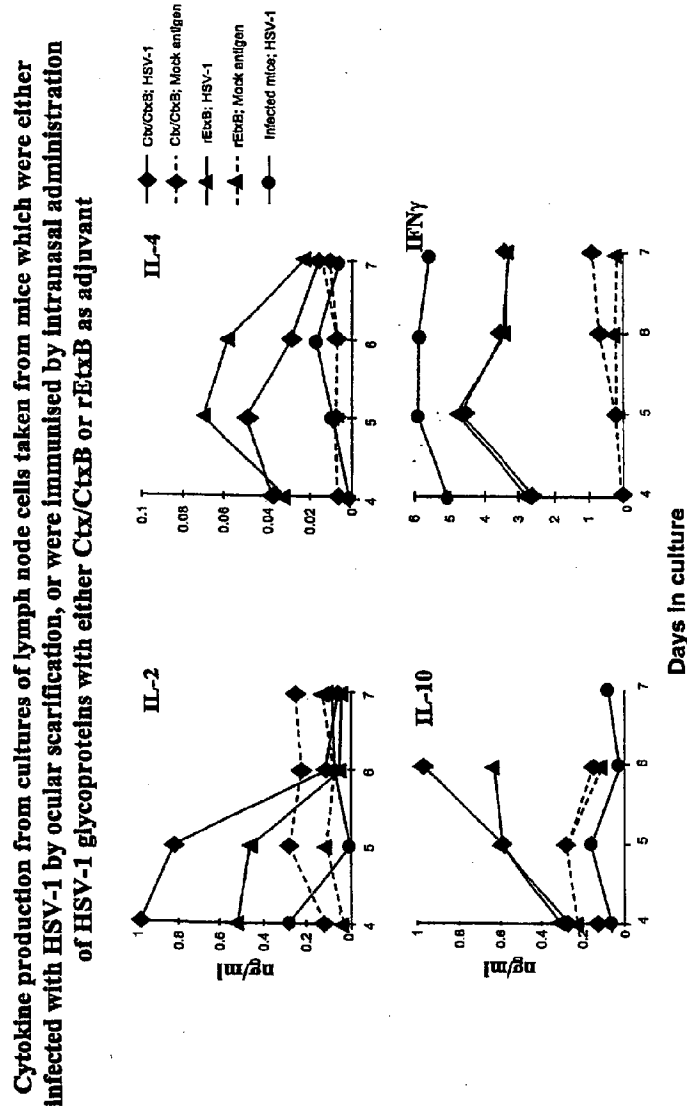 Cytokine production from cultures of lymph node cells taken from mice which were either
infected with HSV-1 by ocular scarification, or were immunised by intranasal administration
of HSV-1 glycoproteins with either Ctx/CtxB or rEtxB as adjuvant
Ctx/CtxB; HSV-1
Ctx/CtxB; Mock antigen
rEtxB; HSV-1
rEtxB; Mock antigen
Infected mice; HSV-1
IL-2
ng/ml
1
0.8
0.6
0.4
0.2
0
4
5
6
7
IL-4
0.1
0.08
0.06
0.04
0.02
0
4
5
6
7
IL-10
ng/ml
1
0.8
0.6
0.4
0.2
0
4
5
6
7
IFNγ
6
5
4
3
2
1
0
4
5
6
7
Days in culture